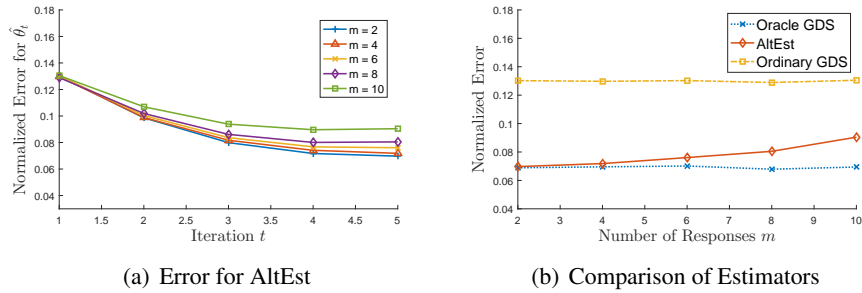 0.18
0.16
0.14
0.12
0.1
0.08
0.06
0.04
1
1.5
2
2.5
3
3.5
4
4.5
5
Normalized Error for θ̂_t
Iteration t
m = 2
m = 4
m = 6
m = 8
m = 10
(a) Error for AltEst
0.18
0.16
0.14
0.12
0.1
0.08
0.06
0.04
2
3
4
5
6
7
8
9
10
Normalized Error
Number of Responses m
Oracle GDS
AltEst
Ordinary GDS
(b) Comparison of Estimators